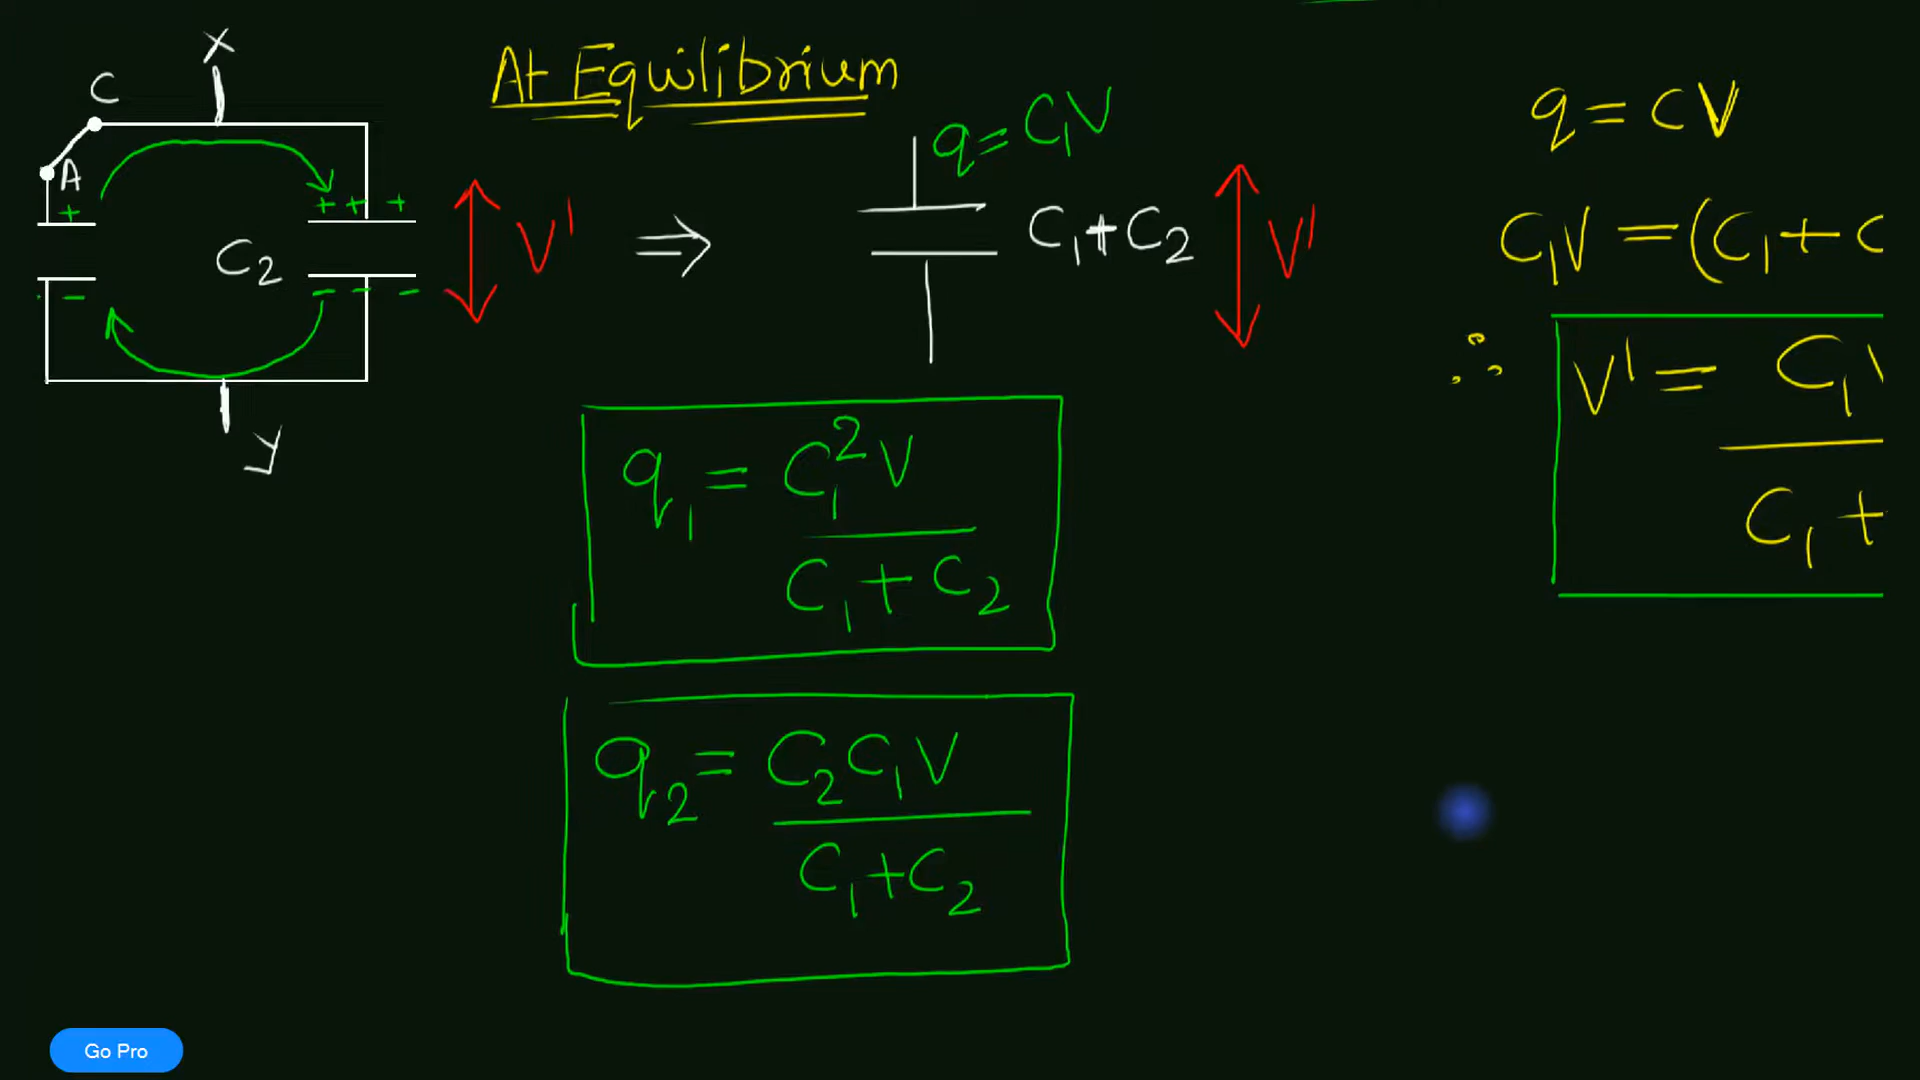 At Equilibrium
X
C
A
+
+ + +
C₂
- - -
-
y
V'
⇒
q = C₁V
C₁+C₂
V'
q₁ = C₁²V
C₁+C₂
q₂ = C₂C₁V
C₁+C₂
q = CV
C₁V = (C₁+C
∴ V' = C₁V
C₁+
Go Pro